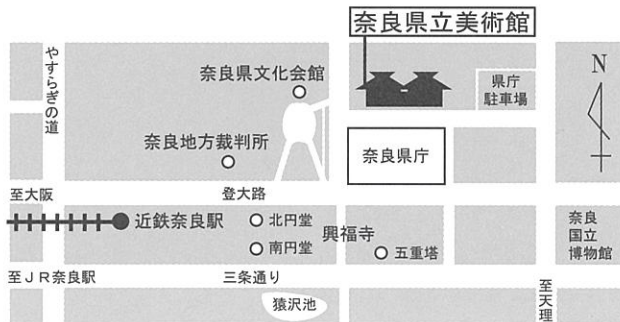 奈良県立美術館
やすらぎの道
奈良県文化会館
県庁
駐車場
N
奈良地方裁判所
奈良県庁
至大阪
登大路
近鉄奈良駅
北円堂
南円堂
興福寺
五重塔
奈良
国立
博物館
至JR奈良駅
三条通り
猿沢池
至天理